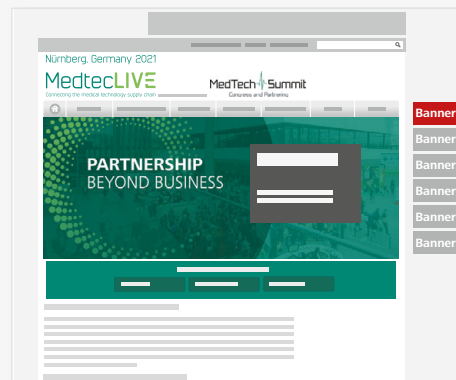 Nürnberg, Germany 2021
MedtecLIVE
Connecting the medical technology supply chain
MedTech Summit
Congress and Partnering
PARTNERSHIP
BEYOND BUSINESS
Banner
Banner
Banner
Banner
Banner
Banner